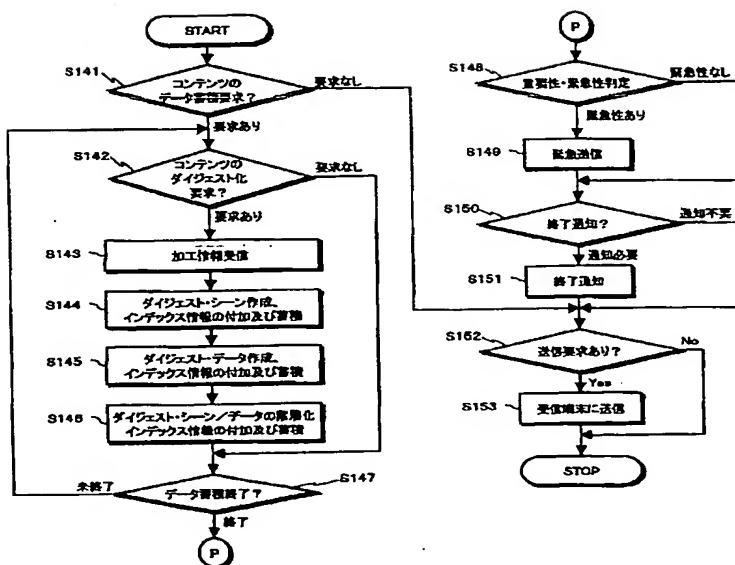 START
S141
コンテンツの
データ蓄積要求?
要求なし
要求あり
S142
コンテンツの
ダイジェスト化
要求?
要求なし
要求あり
S143
加工情報受信
S144
ダイジェスト・シーン作成、
インデックス情報の付加及び蓄積
S145
ダイジェスト・データ作成、
インデックス情報の付加及び蓄積
S146
ダイジェスト・シーン/データの階層化
インデックス情報の付加及び蓄積
S147
データ蓄積終了?
未終了
終了
P
P
S148
重要性・緊急性判定
緊急性なし
緊急性あり
S149
緊急送信
S150
終了通知?
通知不要
通知必要
S151
終了通知
S152
送信要求あり?
No
Yes
S153
受信端末に送信
STOP